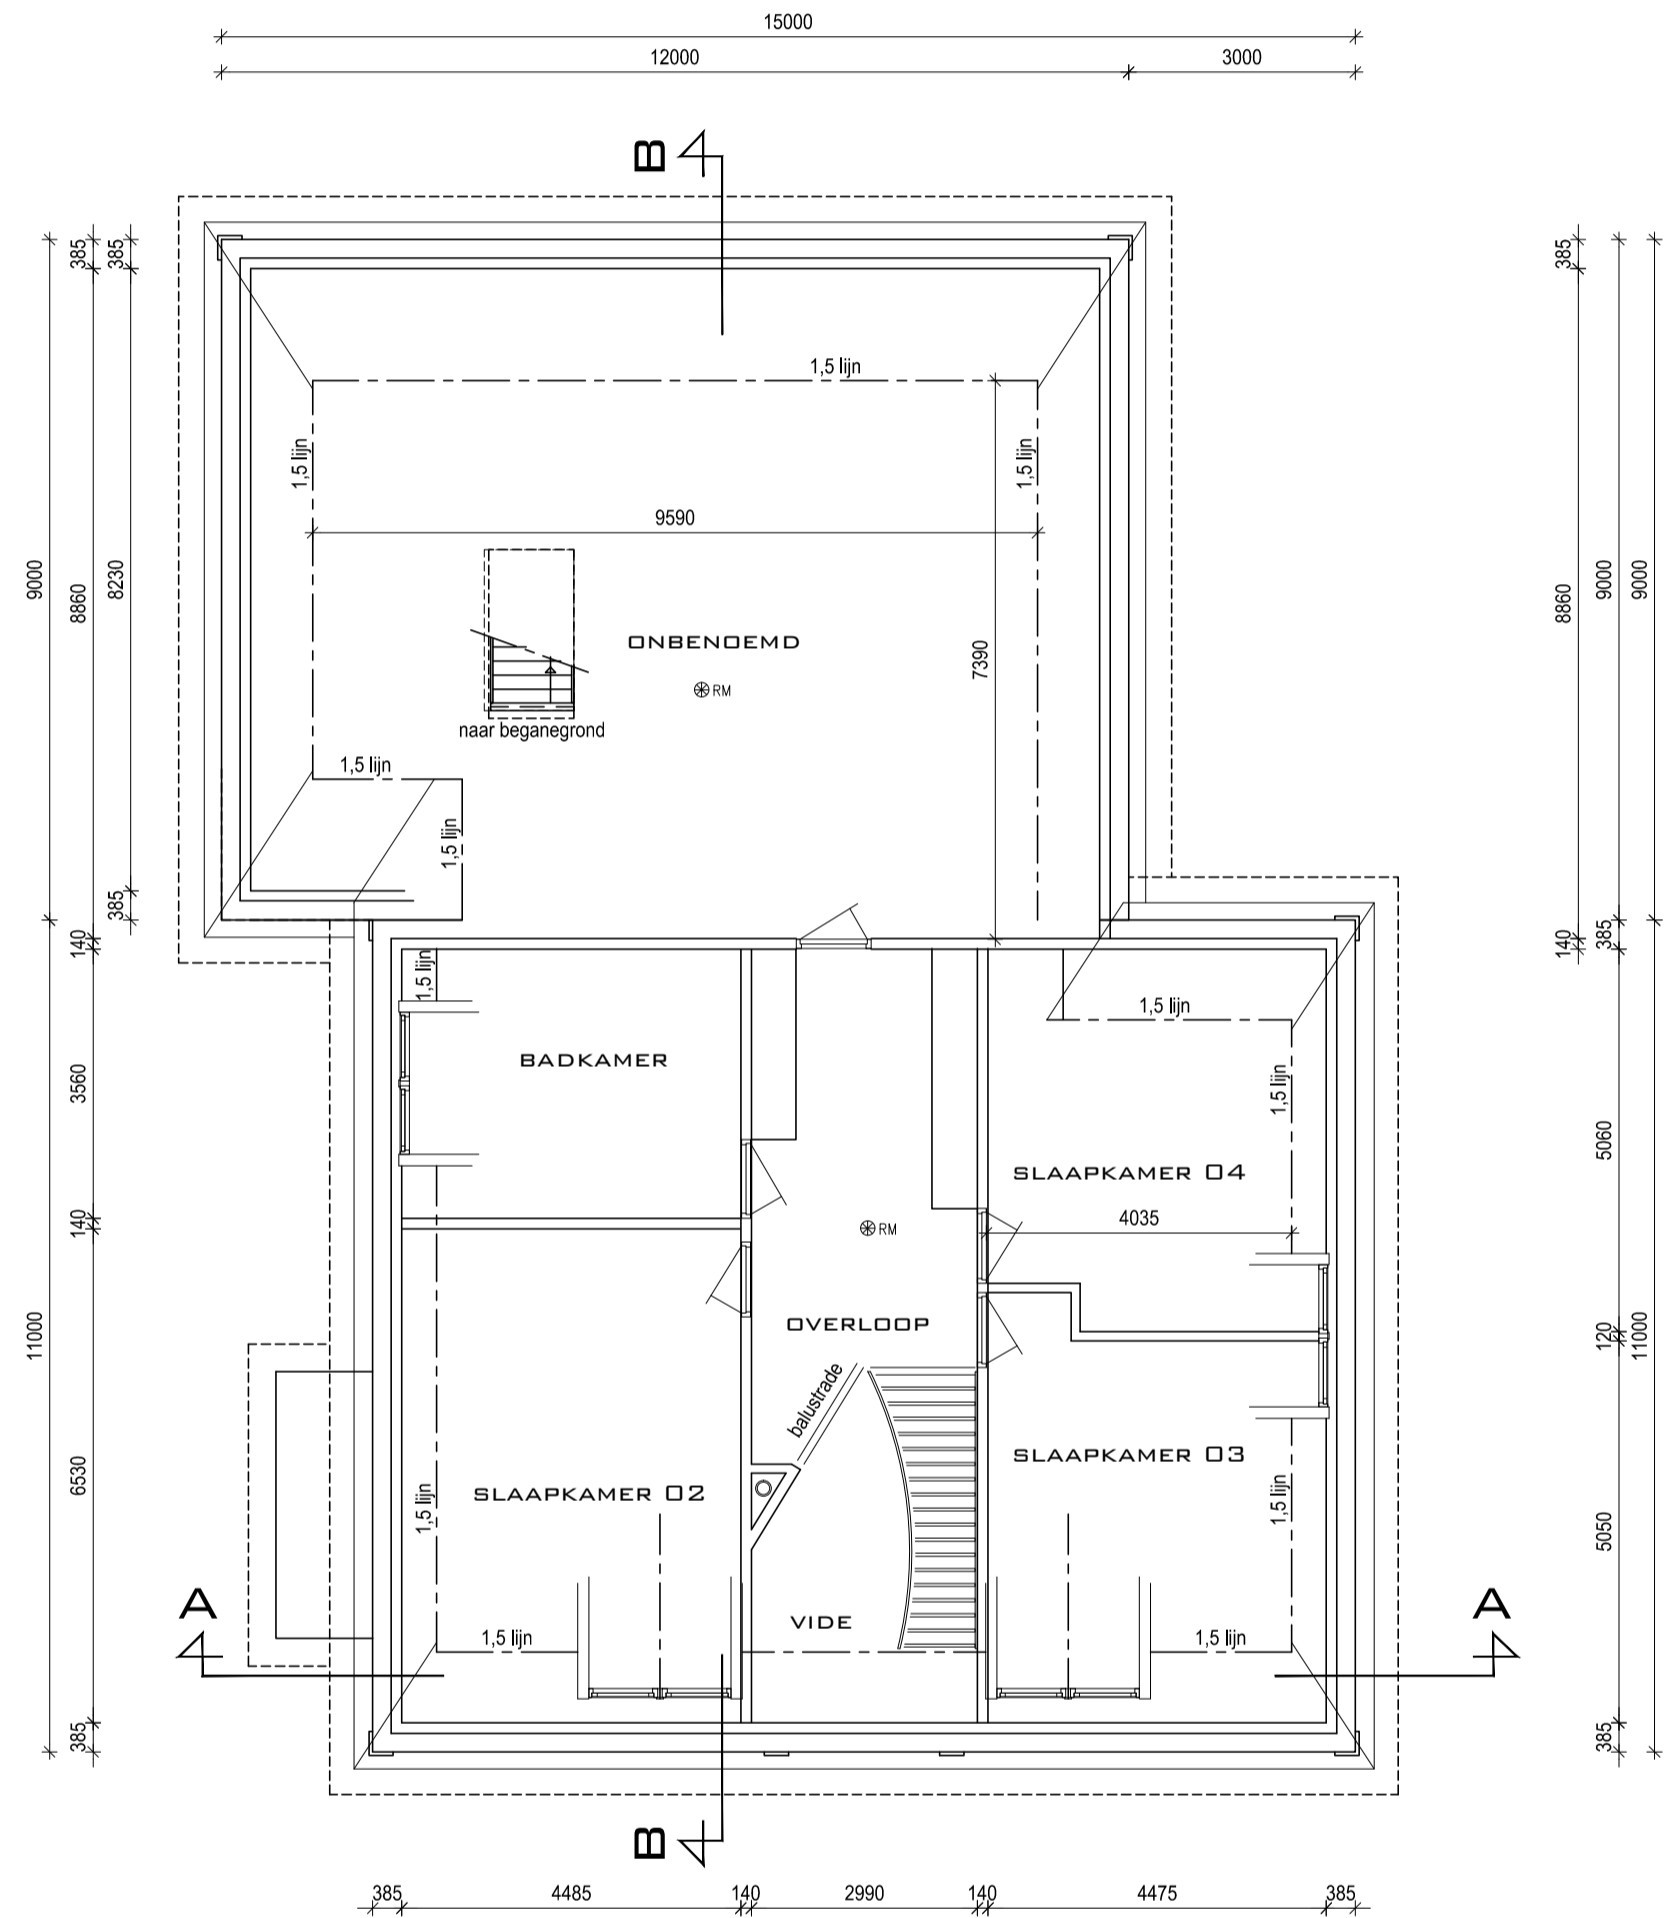 15000
12000
3000
B
385
385
385
1,5 lijn
1,5 lijn
1,5 lijn
9590
9000
8860
8230
8860
9000
9000
ONBENOEMD
RM
7390
naar beganegrond
1,5 lijn
1,5 lijn
385
140
140
385
1,5 lijn
1,5 lijn
BADKAMER
3560
1,5 lijn
5060
SLAAPKAMER 04
140
RM
4035
11000
OVERLOOP
120
11000
balustrade
SLAAPKAMER 03
6530
SLAAPKAMER 02
1,5 lijn
1,5 lijn
5050
A
A
VIDE
1,5 lijn
1,5 lijn
385
385
B
385
4485
140
2990
140
4475
385